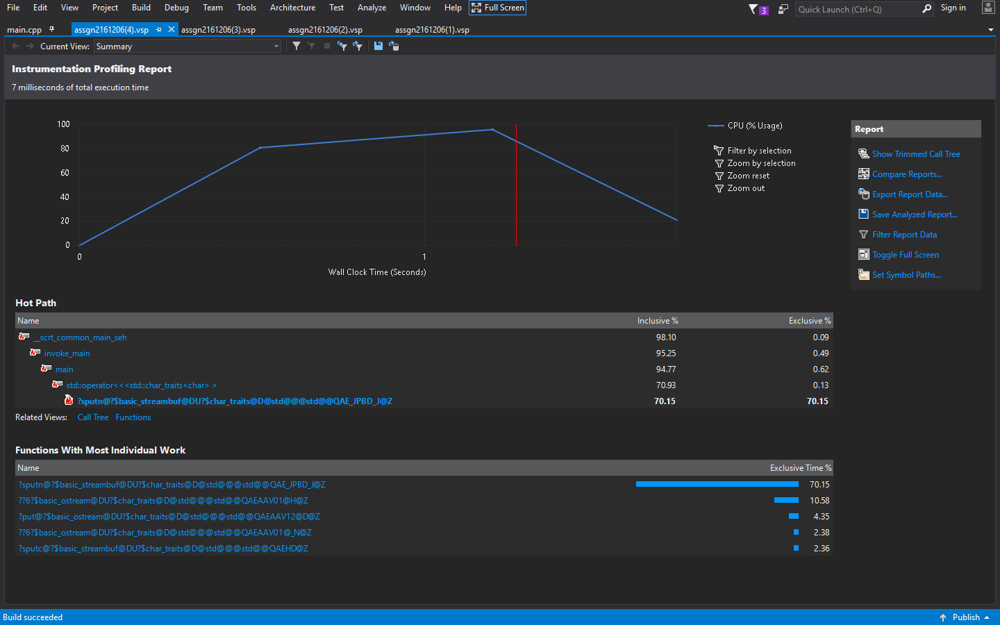 File Edit View Project Build Debug Team Tools Architecture Test Analyze Window Help Full Screen 3 Quick Launch (Ctrl+Q) Sign in
main.cpp assgn2161206(4).vsp assgn2161206(3).vsp assgn2161206(2).vsp assgn2161206(1).vsp
Current View: Summary
Instrumentation Profiling Report
7 milliseconds of total execution time
100
80
60
40
20
0
0 1
Wall Clock Time (Seconds)
CPU (% Usage)
Filter by selection
Zoom by selection
Zoom reset
Zoom out
Report
Show Trimmed Call Tree
Compare Reports...
Export Report Data...
Save Analyzed Report...
Filter Report Data
Toggle Full Screen
Set Symbol Paths...
Hot Path
Name Inclusive % Exclusive %
__scrt_common_main_seh 98.10 0.09
invoke_main 95.25 0.49
main 94.77 0.62
std::operator<<<std::char_traits<char> > 70.93 0.13
?sputn@?$basic_streambuf@DU?$char_traits@D@std@@@std@@QAE_JPBD_J@Z 70.15 70.15
Related Views: Call Tree Functions
Functions With Most Individual Work
Name Exclusive Time %
?sputn@?$basic_streambuf@DU?$char_traits@D@std@@@std@@QAE_JPBD_J@Z 70.15
??6?$basic_ostream@DU?$char_traits@D@std@@@std@@QAEAAV01@H@Z 10.58
?put@?$basic_ostream@DU?$char_traits@D@std@@@std@@QAEAAV12@D@Z 4.35
??6?$basic_ostream@DU?$char_traits@D@std@@@std@@QAEAAV01@_N@Z 2.38
?sputc@?$basic_streambuf@DU?$char_traits@D@std@@@std@@QAEHD@Z 2.36
Build succeeded Publish